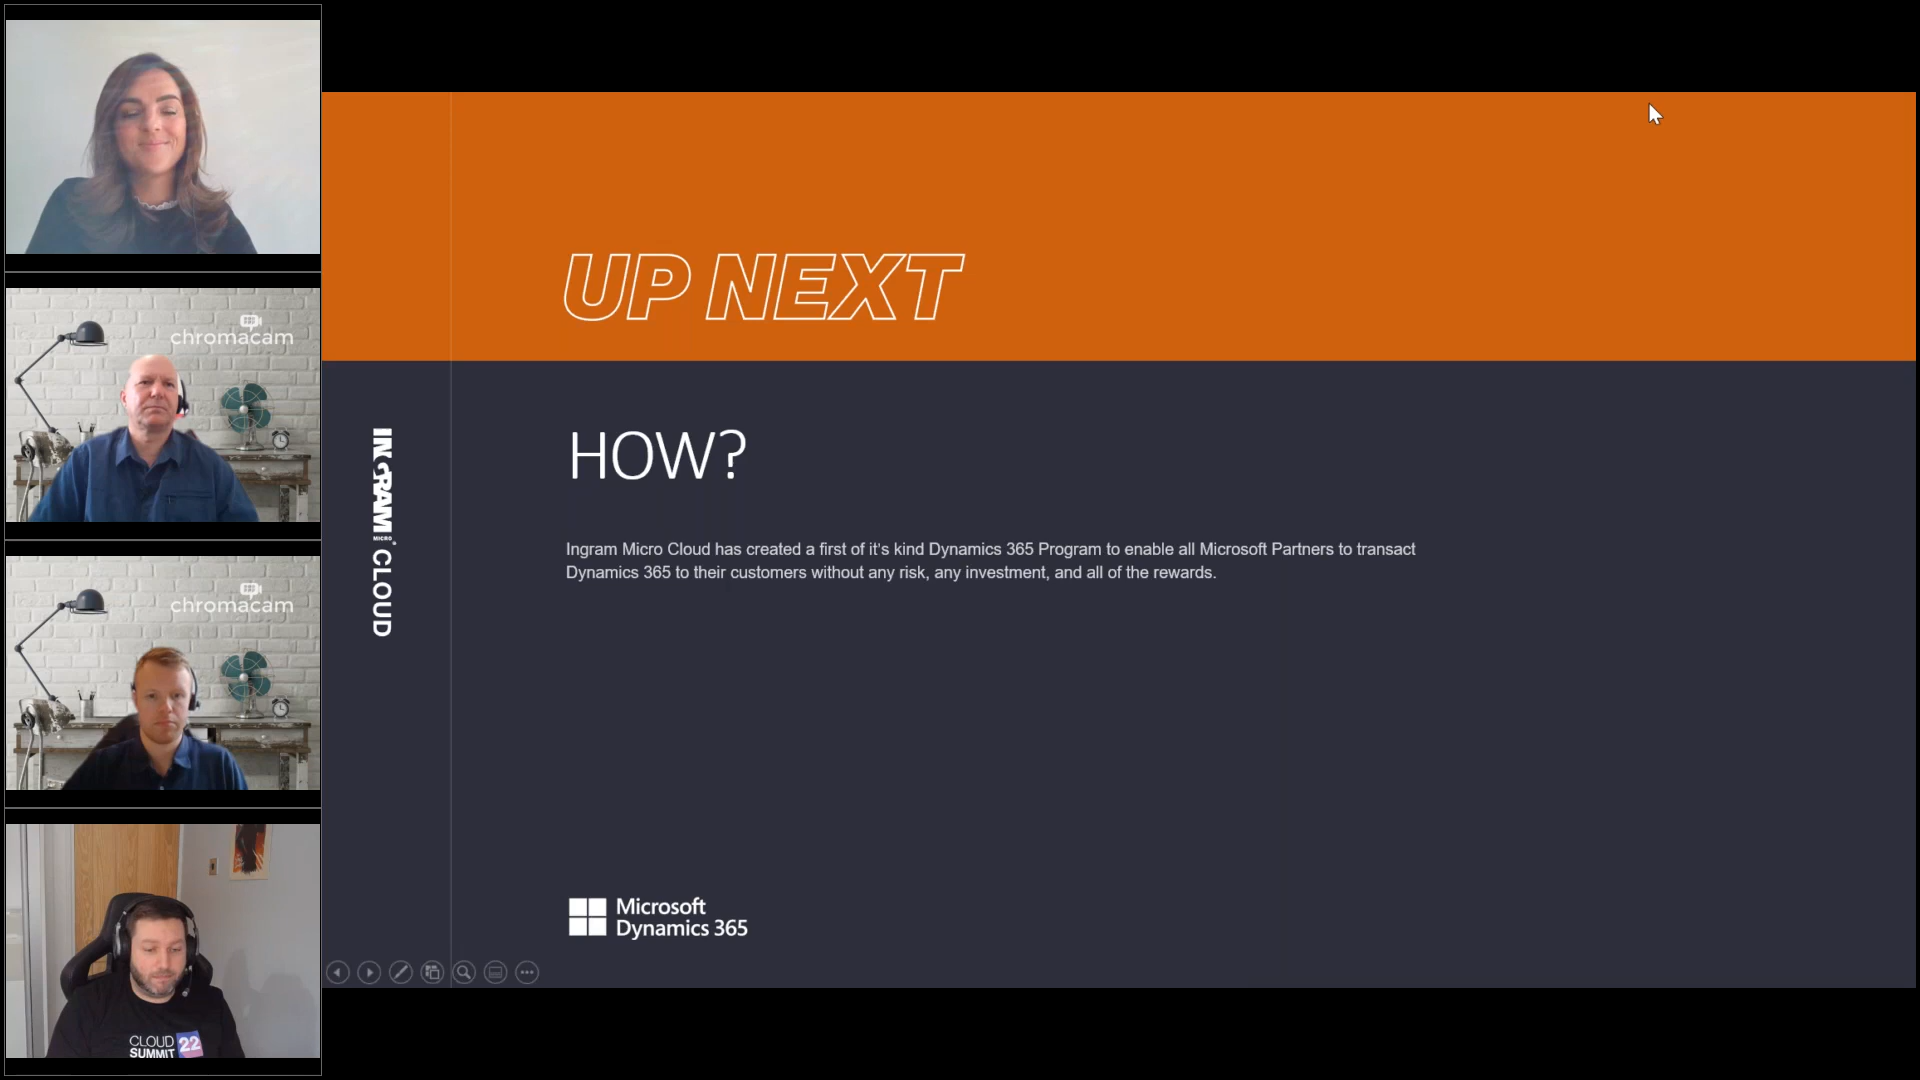 chromacam
chromacam
CLOUD
SUMMIT
22
UP NEXT
INGRAM
MICRO
CLOUD
HOW?
Ingram Micro Cloud has created a first of it's kind Dynamics 365 Program to enable all Microsoft Partners to transact
Dynamics 365 to their customers without any risk, any investment, and all of the rewards.
Microsoft
Dynamics 365